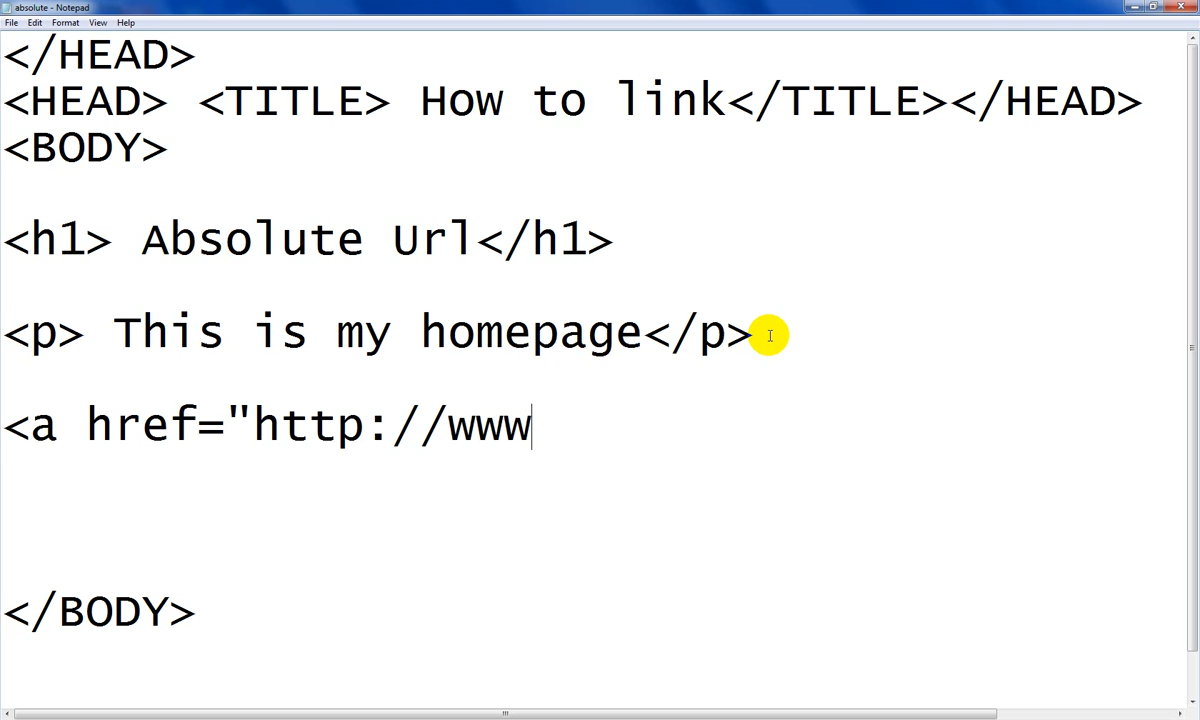 absolute - Notepad
File Edit Format View Help
</HEAD>
<HEAD> <TITLE> How to link</TITLE></HEAD>
<BODY>
<h1> Absolute Url</h1>
<p> This is my homepage</p>
<a href="http://www
</BODY>